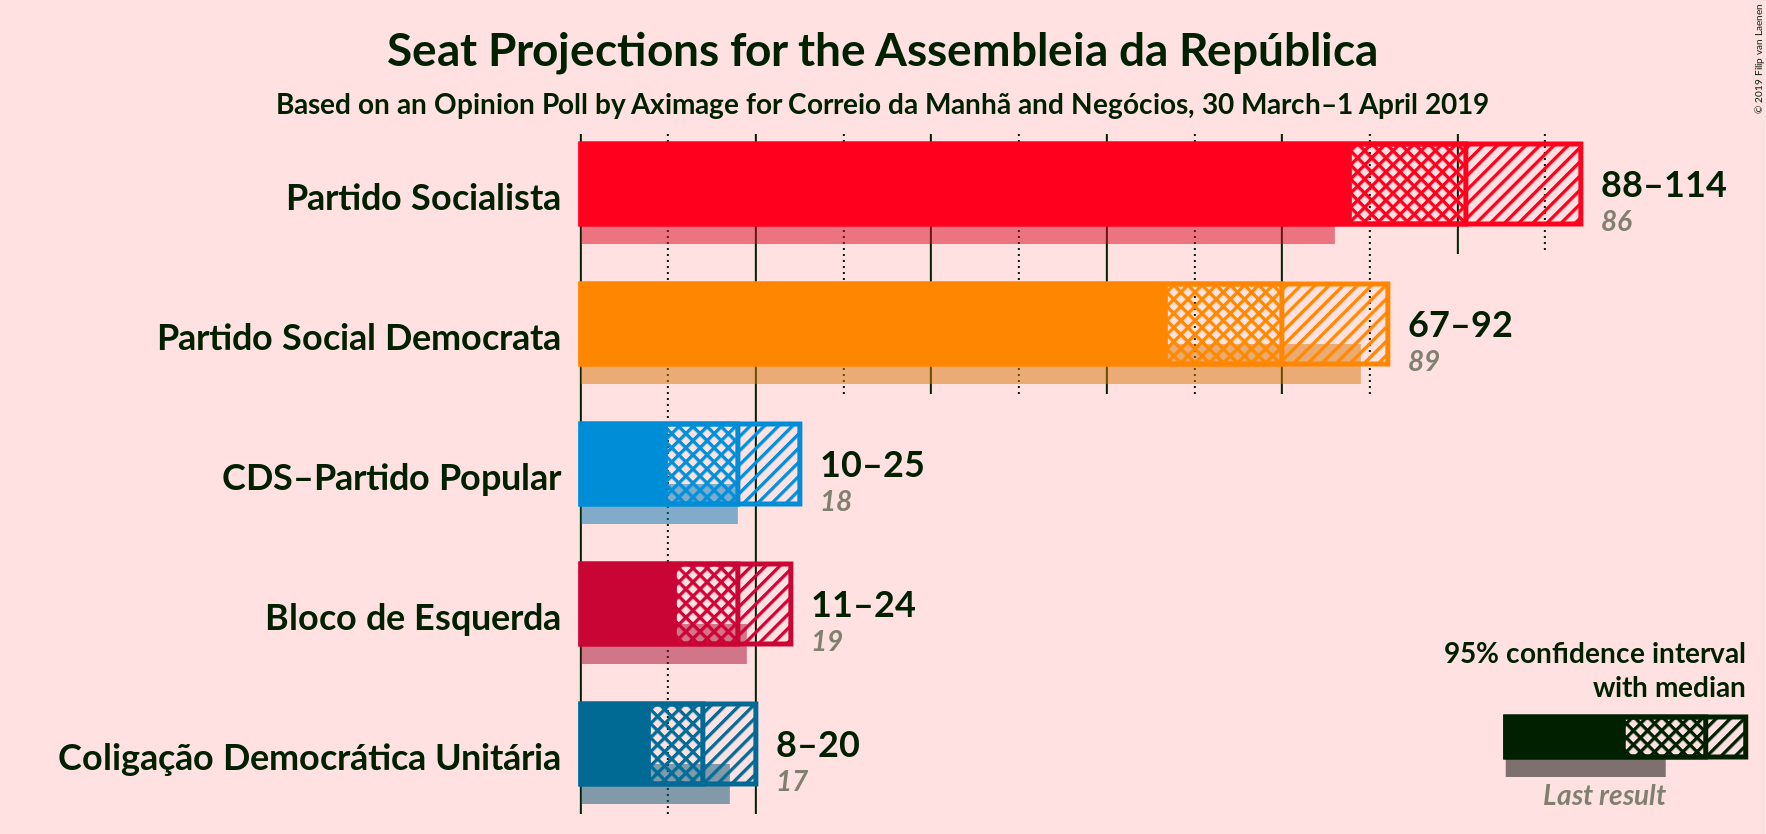 Seat Projections for the Assembleia da República
Based on an Opinion Poll by Aximage for Correio da Manhã and Negócios, 30 March–1 April 2019
© 2019 Filip van Laenen
Partido Socialista
88–114
86
Partido Social Democrata
67–92
89
CDS–Partido Popular
10–25
18
Bloco de Esquerda
11–24
19
Coligação Democrática Unitária
8–20
17
95% confidence interval
with median
Last result